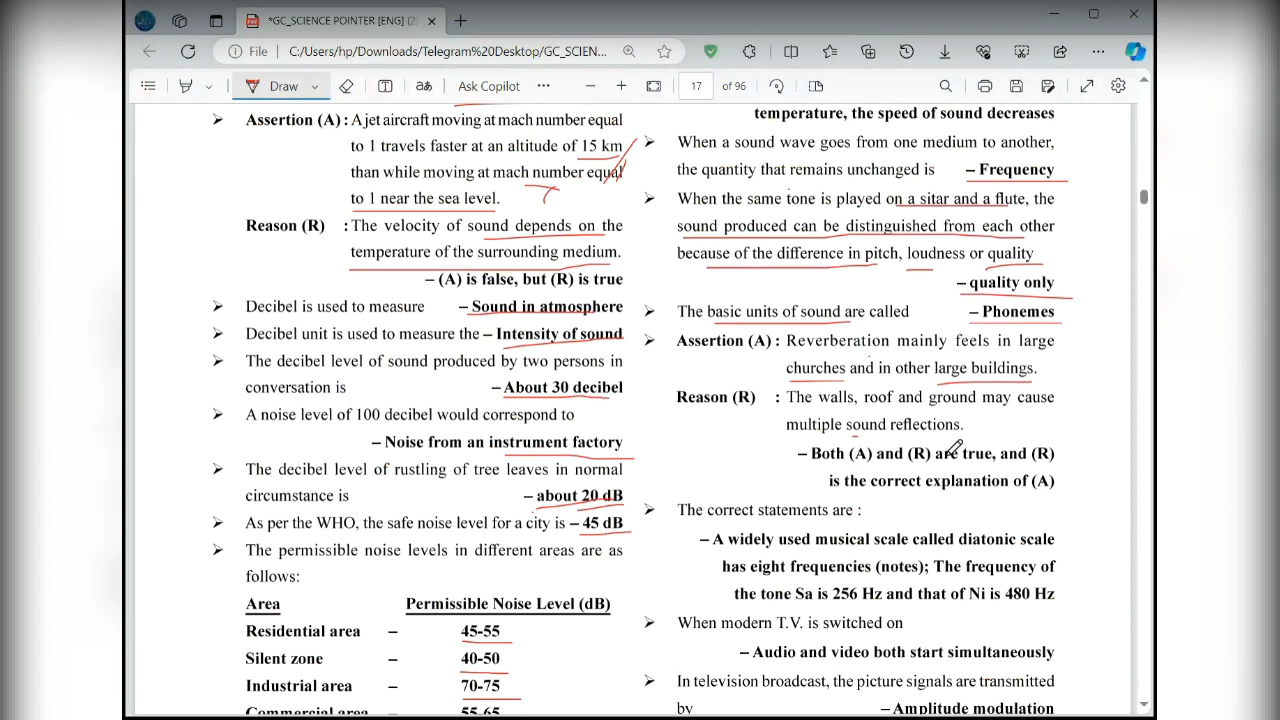 *GC_SCIENCE POINTER [ENG] (2)
File
C:/Users/hp/Downloads/Telegram%20Desktop/GC_SCIEN...
Draw
Ask Copilot
17
of 96
Assertion (A) : A jet aircraft moving at mach number equal
to 1 travels faster at an altitude of 15 km
than while moving at mach number equal
to 1 near the sea level.
Reason (R) : The velocity of sound depends on the
temperature of the surrounding medium.
– (A) is false, but (R) is true
Decibel is used to measure – Sound in atmosphere
Decibel unit is used to measure the – Intensity of sound
The decibel level of sound produced by two persons in
conversation is – About 30 decibel
A noise level of 100 decibel would correspond to
– Noise from an instrument factory
The decibel level of rustling of tree leaves in normal
circumstance is – about 20 dB
As per the WHO, the safe noise level for a city is – 45 dB
The permissible noise levels in different areas are as
follows:
Area Permissible Noise Level (dB)
Residential area – 45-55
Silent zone – 40-50
Industrial area – 70-75
Commercial area – 55-65
temperature, the speed of sound decreases
When a sound wave goes from one medium to another,
the quantity that remains unchanged is – Frequency
When the same tone is played on a sitar and a flute, the
sound produced can be distinguished from each other
because of the difference in pitch, loudness or quality
– quality only
The basic units of sound are called – Phonemes
Assertion (A) : Reverberation mainly feels in large
churches and in other large buildings.
Reason (R) : The walls, roof and ground may cause
multiple sound reflections.
– Both (A) and (R) are true, and (R)
is the correct explanation of (A)
The correct statements are :
– A widely used musical scale called diatonic scale
has eight frequencies (notes); The frequency of
the tone Sa is 256 Hz and that of Ni is 480 Hz
When modern T.V. is switched on
– Audio and video both start simultaneously
In television broadcast, the picture signals are transmitted
by – Amplitude modulation